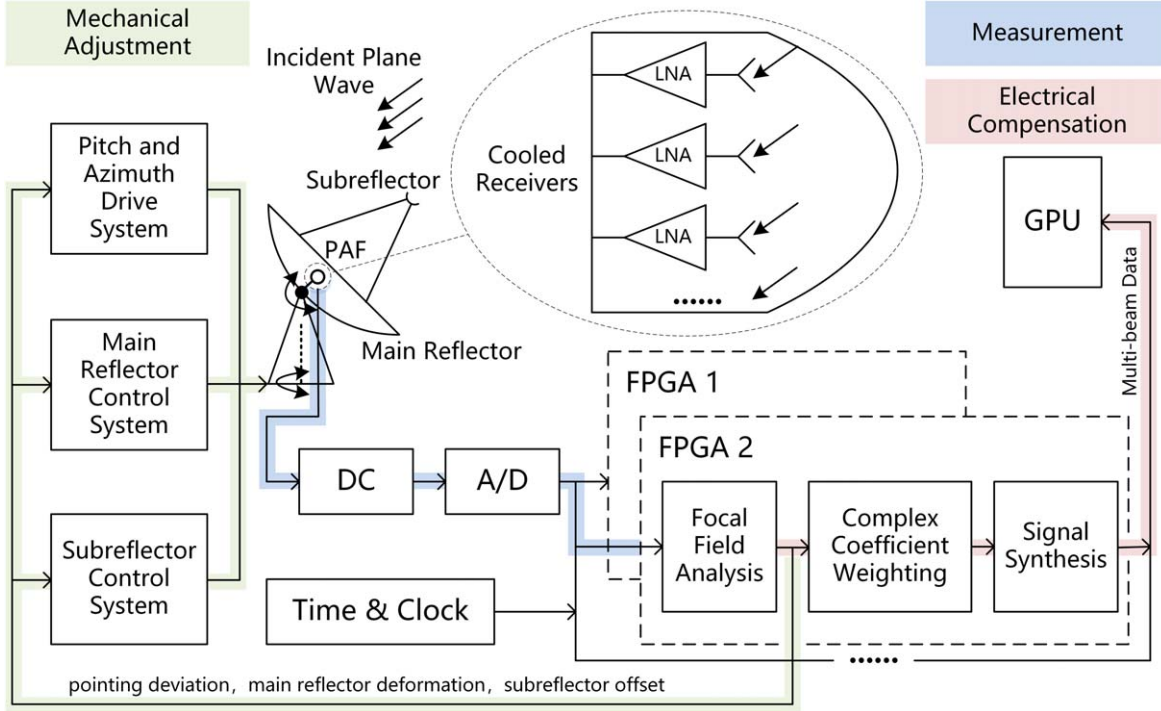 Mechanical
Adjustment
Measurement
Electrical
Compensation
Incident Plane
Wave
Subreflector
PAF
Main Reflector
Cooled
Receivers
LNA
LNA
LNA
••••••
Pitch and
Azimuth
Drive
System
Main
Reflector
Control
System
Subreflector
Control
System
GPU
Multi-beam Data
FPGA 1
FPGA 2
DC
A/D
Focal
Field
Analysis
Complex
Coefficient
Weighting
Signal
Synthesis
Time & Clock
••••••
pointing deviation, main reflector deformation, subreflector offset